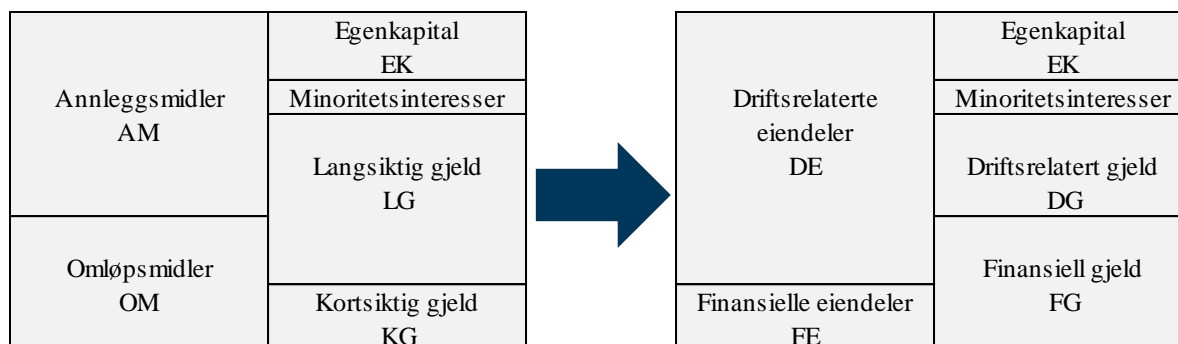 Annleggsmidler
AM
Omløpsmidler
OM
Egenkapital
EK
Minoritetsinteresser
Langsiktig gjeld
LG
Kortsiktig gjeld
KG
Driftsrelaterte
eiendeler
DE
Finansielle eiendeler
FE
Egenkapital
EK
Minoritetsinteresser
Driftsrelatert gjeld
DG
Finansiell gjeld
FG